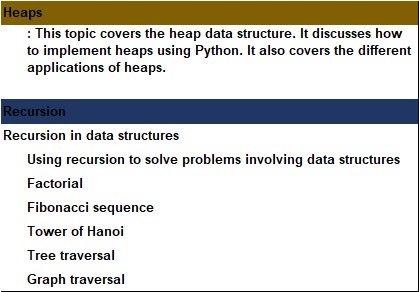 Heaps
: This topic covers the heap data structure. It discusses how
to implement heaps using Python. It also covers the different
applications of heaps.
Recursion
Recursion in data structures
Using recursion to solve problems involving data structures
Factorial
Fibonacci sequence
Tower of Hanoi
Tree traversal
Graph traversal